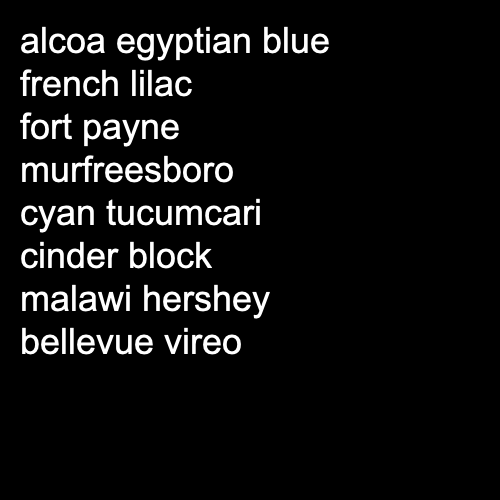 alcoa egyptian blue
french lilac
fort payne
murfreesboro
cyan tucumcari
cinder block
malawi hershey
bellevue vireo